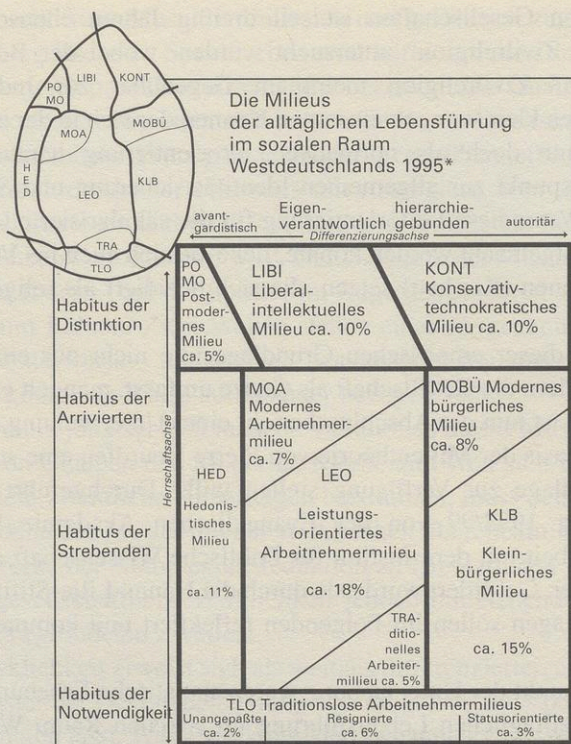 PO
MO
LIBI
KONT
MOA
MOBÜ
HED
LEO
KLB
TRA
TLO
Die Milieus
der alltäglichen Lebensführung
im sozialen Raum
Westdeutschlands 1995*
avant-
gardistisch
Eigen-
verantwortlich
hierarchie-
gebunden
autoritär
Differenzierungsachse
Herrschaftsachse
Habitus der
Distinktion
PO
MO
Post-
moder-
nes
Milieu
ca. 5%
LIBI
Liberal-
intellektuelles
Milieu ca. 10%
KONT
Konservativ-
technokratisches
Milieu ca. 10%
Habitus der
Arrivierten
MOA
Modernes
Arbeitnehmer-
milieu
ca. 7%
MOBÜ Modernes
bürgerliches
Milieu
ca. 8%
Habitus der
Strebenden
HED
Hedonis-
tisches
Milieu
ca. 11%
LEO
Leistungs-
orientiertes
Arbeitnehmermilieu
ca. 18%
KLB
Klein-
bürgerliches
Milieu
ca. 15%
TRA-
ditio-
nelles
Arbeiter-
millieu ca. 5%
Habitus der
Notwendigkeit
TLO Traditionslose Arbeitnehmermilieus
Unangepaßte
ca. 2%
Resignierte
ca. 6%
Statusorientierte
ca. 3%